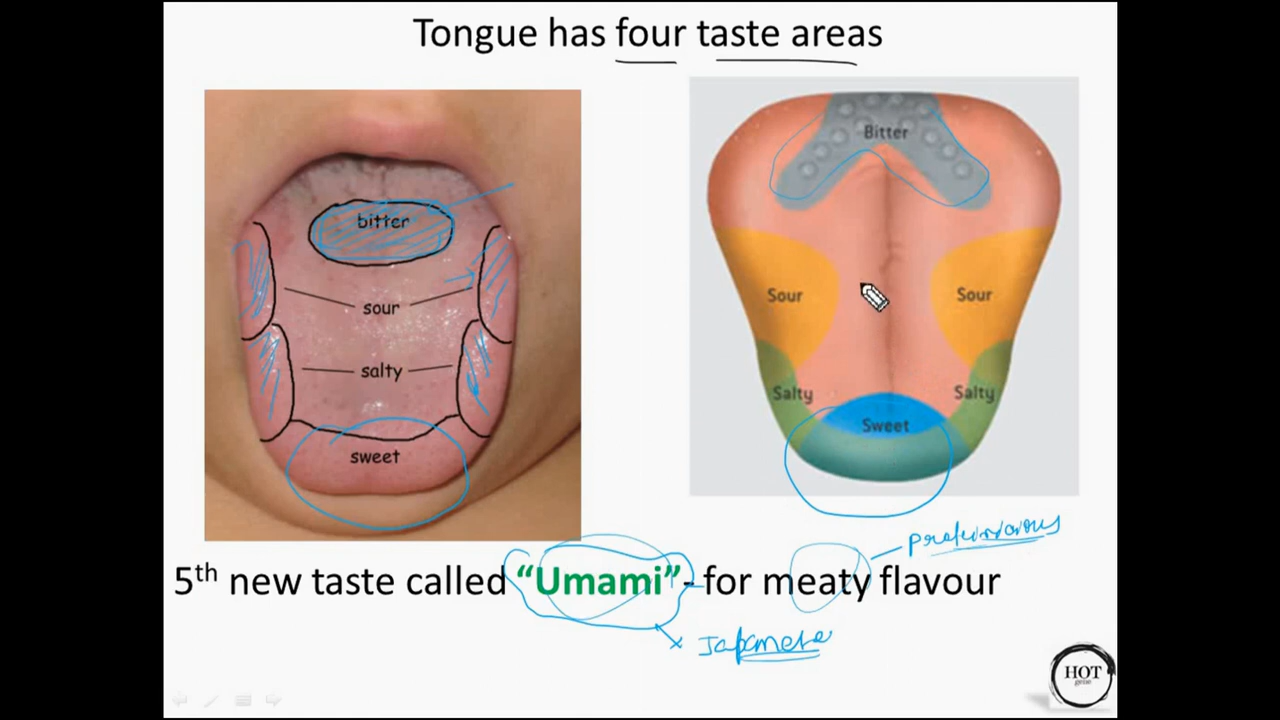 Tongue has four taste areas
bitter
sour
salty
sweet
Bitter
Sour Sour
Salty Salty
Sweet
5th new taste called “Umami”- for meaty flavour
Japanese
HOT